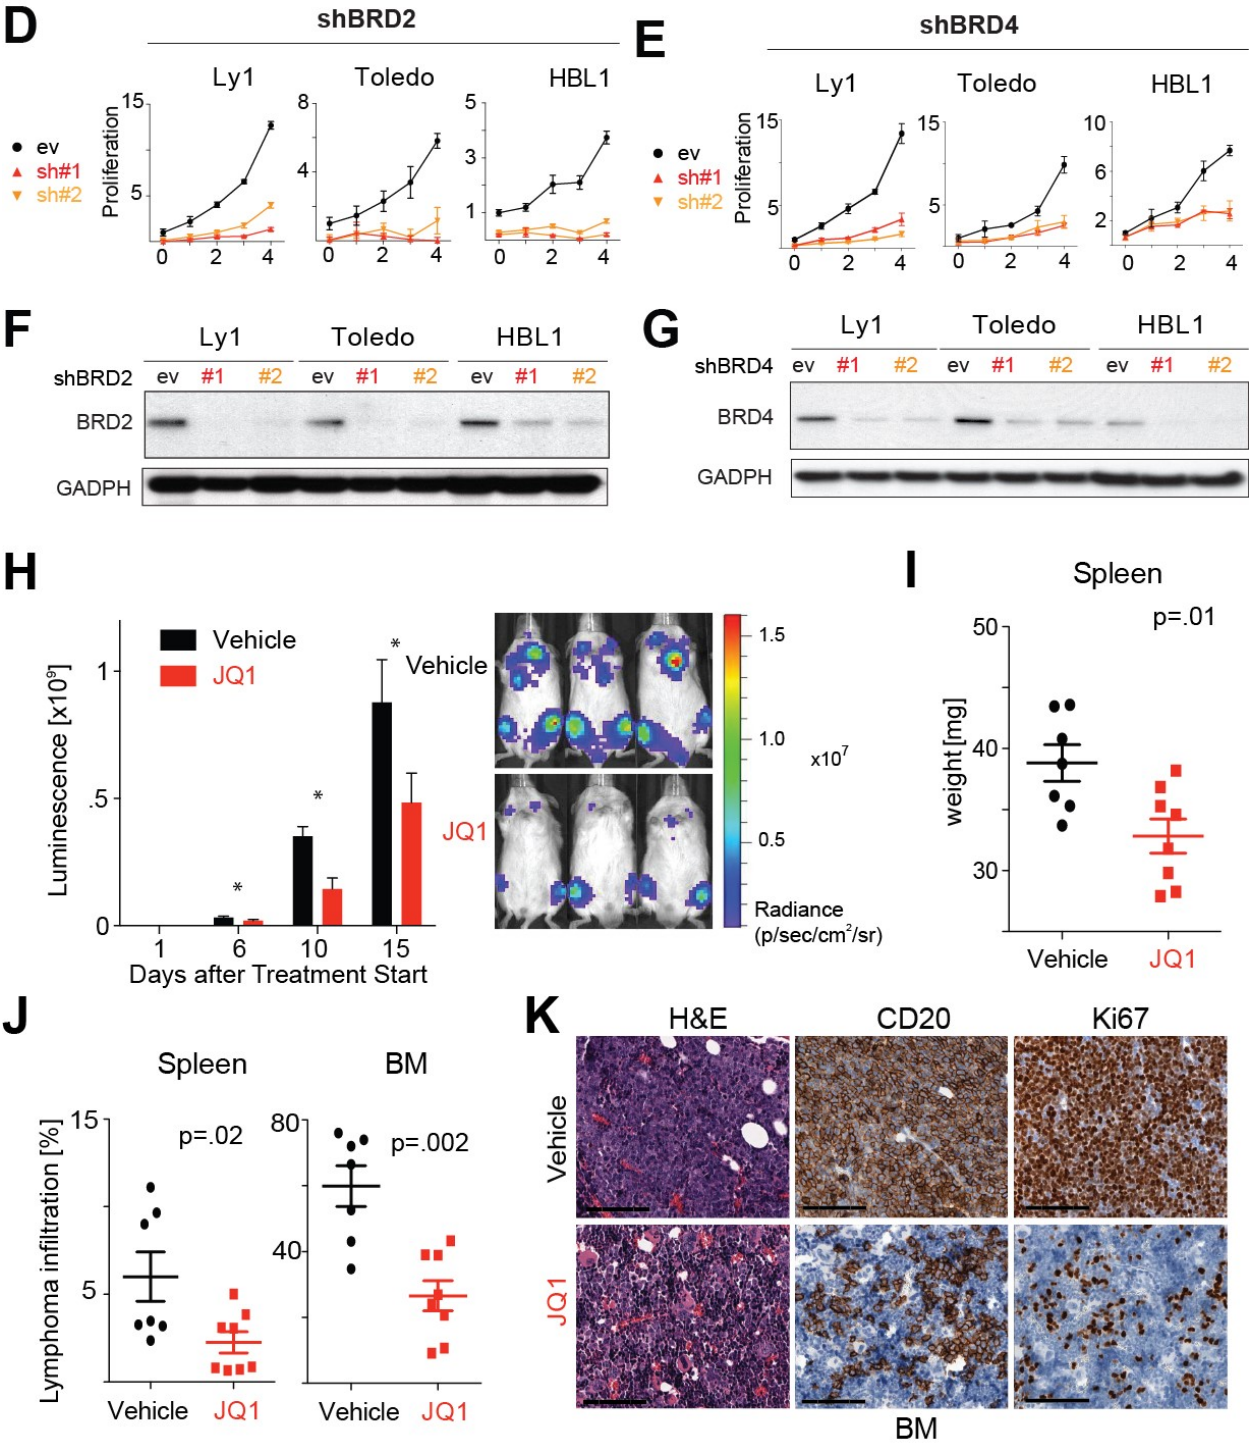 D
shBRD2
Ly1
Toledo
HBL1
ev
sh#1
sh#2
Proliferation
15
5
0 2 4
8
4
0 2 4
5
3
1
0 2 4
E
shBRD4
Ly1
Toledo
HBL1
ev
sh#1
sh#2
Proliferation
15
5
0 2 4
15
5
0 2 4
10
6
2
0 2 4
F
Ly1 Toledo HBL1
shBRD2 ev #1 #2 ev #1 #2 ev #1 #2
BRD2
GADPH
G
Ly1 Toledo HBL1
shBRD4 ev #1 #2 ev #1 #2 ev #1 #2
BRD4
GADPH
H
Vehicle
JQ1
Luminescence [x10⁹]
1
.5
0
* * *
1 6 10 15
Days after Treatment Start
Vehicle
JQ1
1.5
1.0
0.5
x10⁷
Radiance
(p/sec/cm²/sr)
I
Spleen
p=.01
weight [mg]
50
40
30
Vehicle JQ1
J
Spleen
p=.02
Lymphoma infiltration [%]
15
5
Vehicle JQ1
BM
p=.002
80
40
Vehicle JQ1
K
H&E CD20 Ki67
Vehicle
JQ1
BM